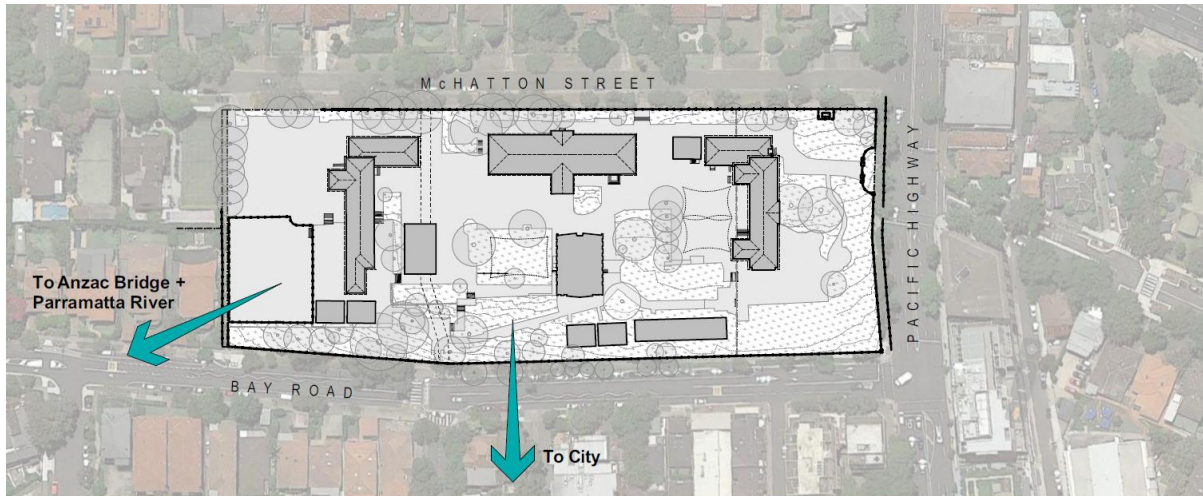 McHATTON STREET
PACIFIC HIGHWAY
To Anzac Bridge +
Parramatta River
BAY ROAD
To City